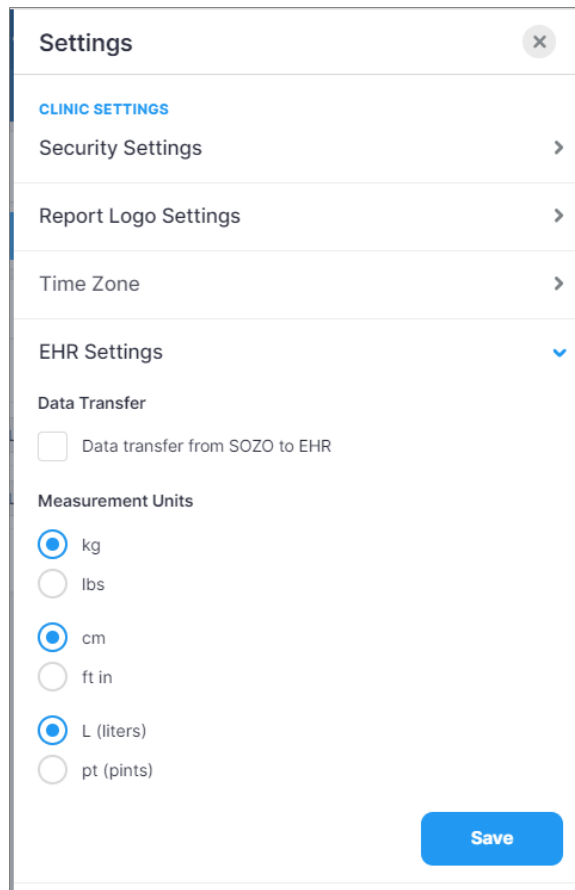 Settings
CLINIC SETTINGS
Security Settings
Report Logo Settings
Time Zone
EHR Settings
Data Transfer
Data transfer from SOZO to EHR
Measurement Units
kg
lbs
cm
ft in
L (liters)
pt (pints)
Save